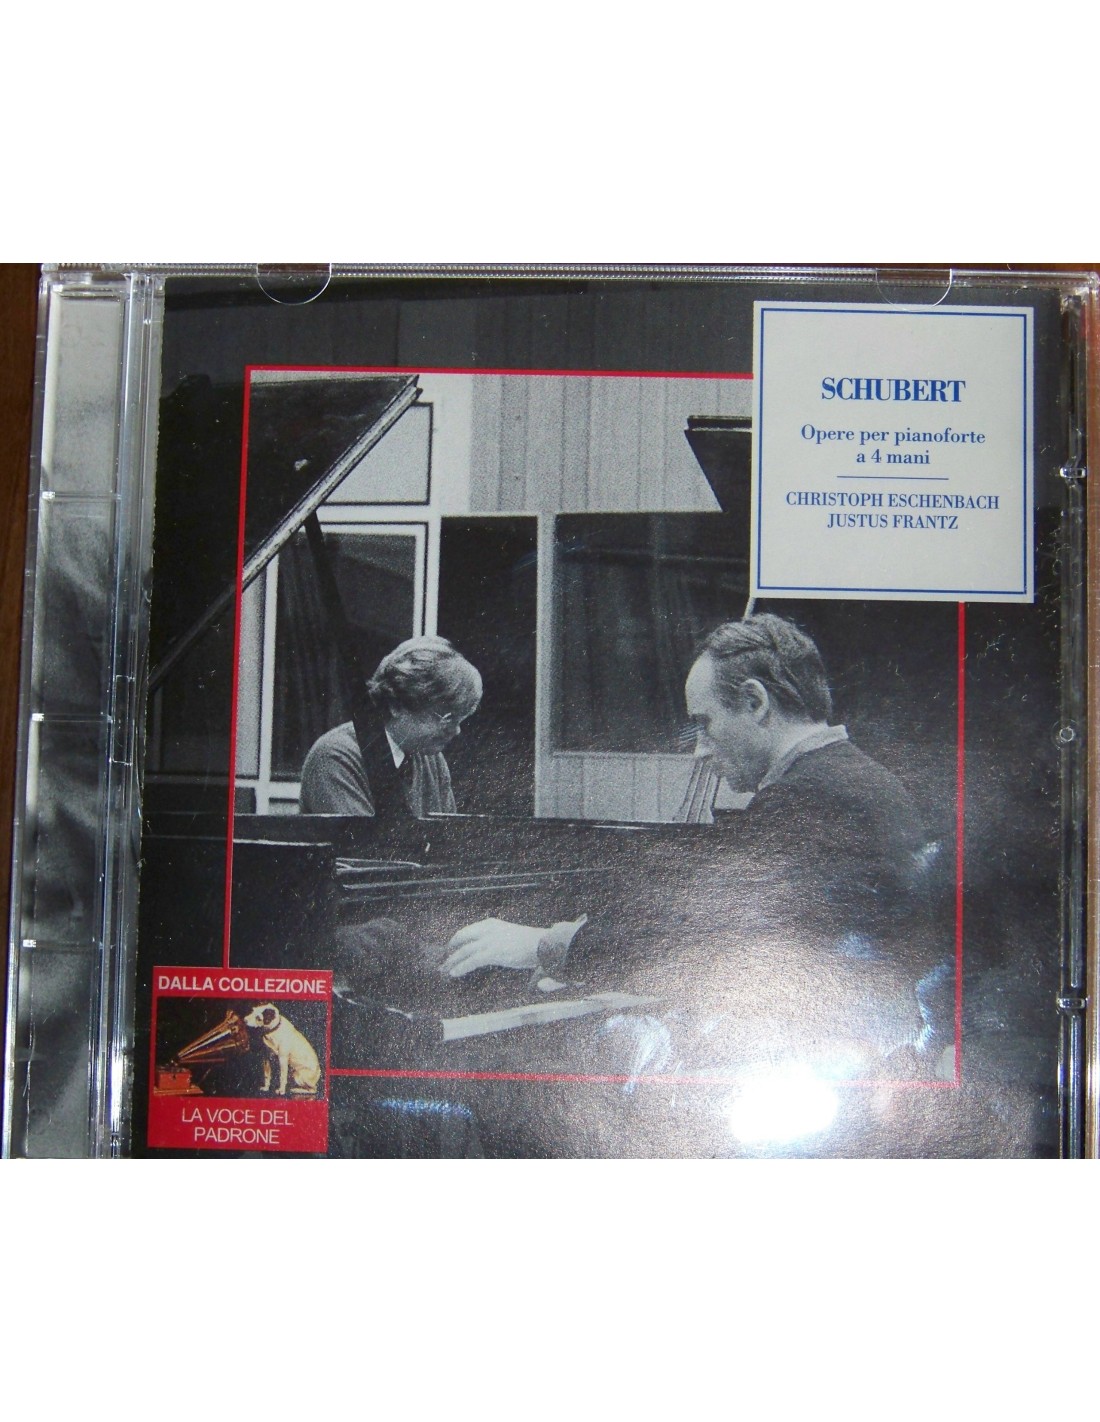 SCHUBERT
Opere per pianoforte
a 4 mani
CHRISTOPH ESCHENBACH
JUSTUS FRANTZ
DALLA COLLEZIONE
LA VOCE DEL
PADRONE